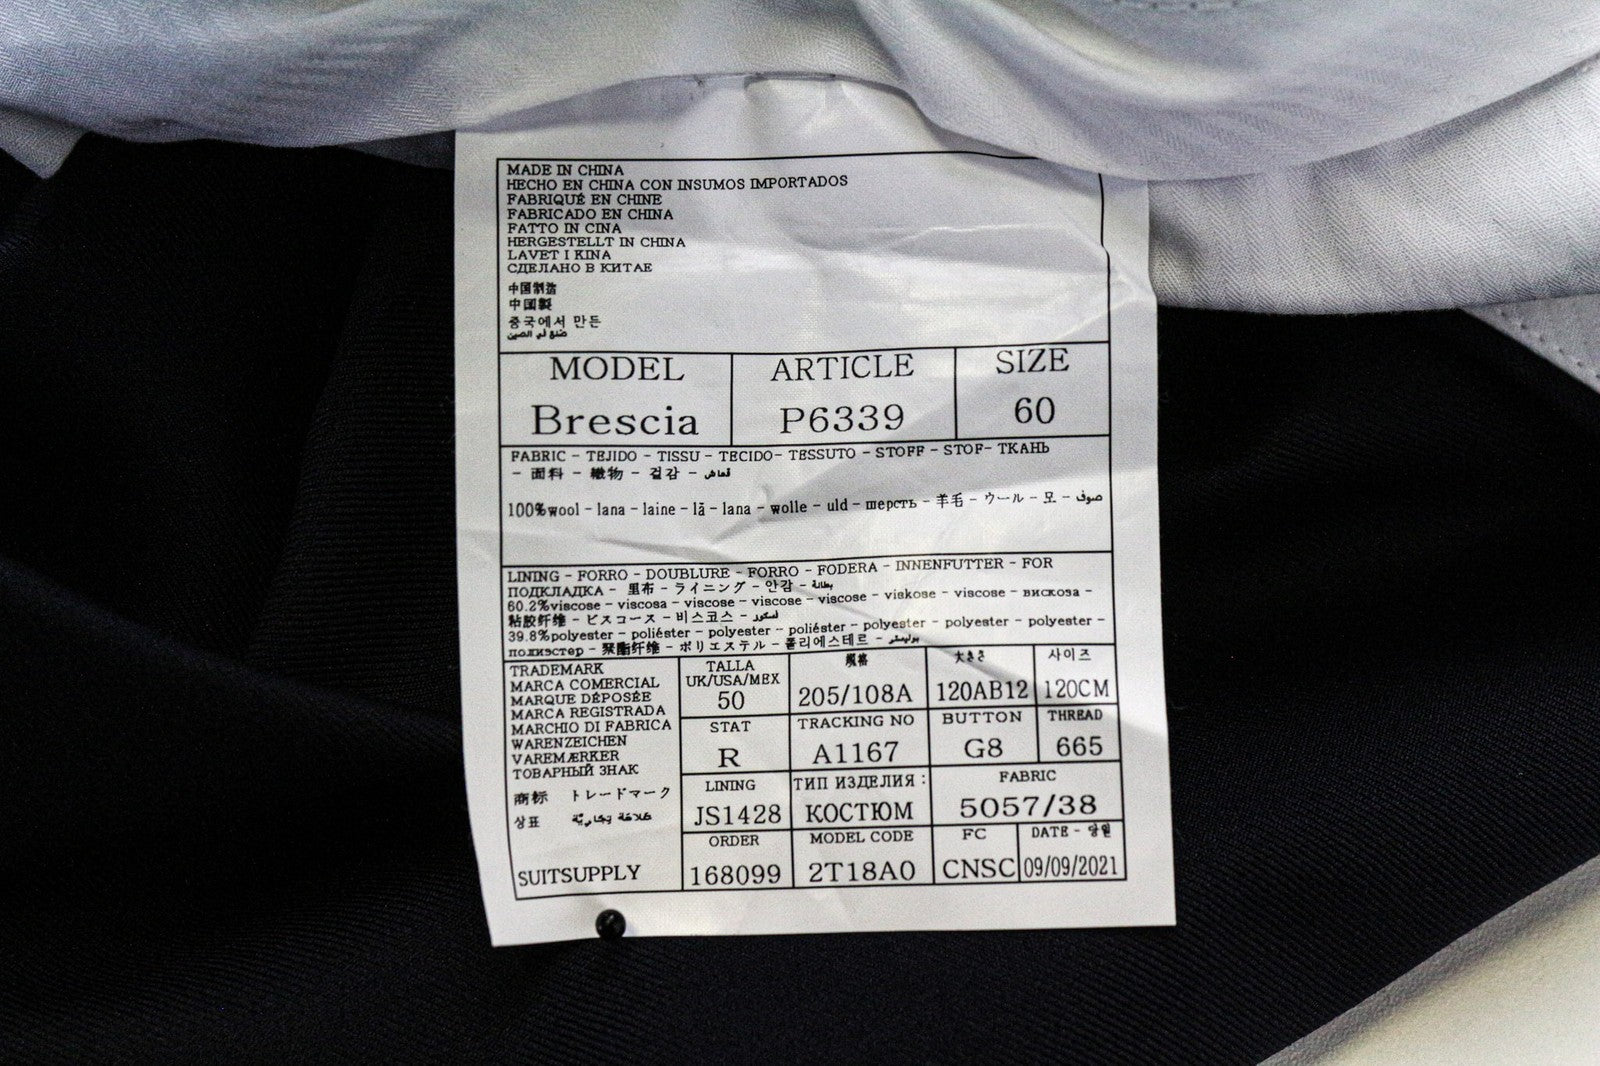 MADE IN CHINA
HECHO EN CHINA CON INSUMOS IMPORTADOS
FABRIQUÉ EN CHINE
FABRICADO EN CHINA
FATTO IN CINA
HERGESTELLT IN CHINA
LAVET I KINA
СДЕЛАНО В КИТАЕ
中国制造
中国製
중국에서 만든
صنع في الصين
MODEL ARTICLE SIZE
Brescia P6339 60
FABRIC - TEJIDO - TISSU - TECIDO- TESSUTO - STOFF - STOF- ТКАНЬ
- 面料 - 織物 - 겉감 - قماش
100%wool - lana - laine - lã - lana - wolle - uld - шерсть - 羊毛 - ウール - 모 - صوف
LINING - FORRO - DOUBLURE - FORRO - FODERA - INNENFUTTER - FOR
ПОДКЛАДКА - 里布 - ライニング - 안감 - بطانة
60.2%viscose - viscosa - viscose - viscose - viscose - viskose - viscose - вискоза -
粘胶纤维 - ビスコース - 비스코스 -
39.8%polyester - poliéster - polyester - poliéster - polyester - polyester - polyester -
полиэстер - 聚酯纤维 - ポリエステル - 폴리에스테르 - بوليستر
TRADEMARK
MARCA COMERCIAL
MARQUE DÉPOSÉE
MARCA REGISTRADA
MARCHIO DI FABRICA
WARENZEICHEN
VAREMÆRKER
ТОВАРНЫЙ ЗНАК
商标 トレードマーク
상표 علامة تجارية
SUITSUPPLY
TALLA 規格 大きさ 사이즈
UK/USA/MEX
50 205/108A 120AB12 120CM
STAT TRACKING NO BUTTON THREAD
R A1167 G8 665
LINING ТИП ИЗДЕЛИЯ: FABRIC
JS1428 КОСТЮМ 5057/38
ORDER MODEL CODE FC DATE -
168099 2T18A0 CNSC 09/09/2021